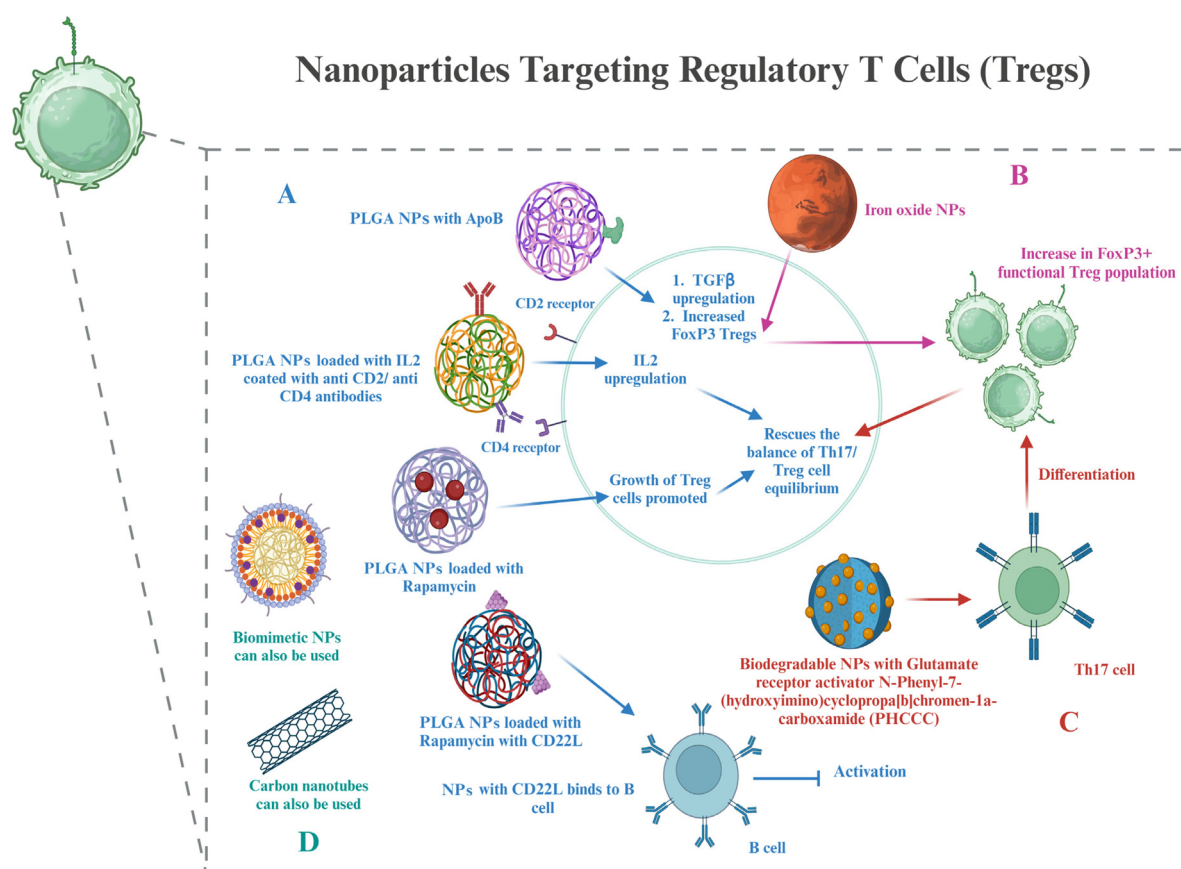 Nanoparticles Targeting Regulatory T Cells (Tregs)
A
PLGA NPs with ApoB
CD2 receptor
PLGA NPs loaded with IL2
coated with anti CD2/ anti
CD4 antibodies
CD4 receptor
1. TGFβ
upregulation
2. Increased
FoxP3 Tregs
IL2
upregulation
Rescues the
balance of Th17/
Treg cell
equilibrium
Growth of Treg
cells promoted
PLGA NPs loaded with
Rapamycin
PLGA NPs loaded with
Rapamycin with CD22L
NPs with CD22L binds to B
cell
B cell
Activation
B
Iron oxide NPs
Increase in FoxP3+
functional Treg population
Differentiation
Th17 cell
Biodegradable NPs with Glutamate
receptor activator N-Phenyl-7-
(hydroxyimino)cyclopropa[b]chromen-1a-
carboxamide (PHCCC)
C
Biomimetic NPs
can also be used
Carbon nanotubes
can also be used
D